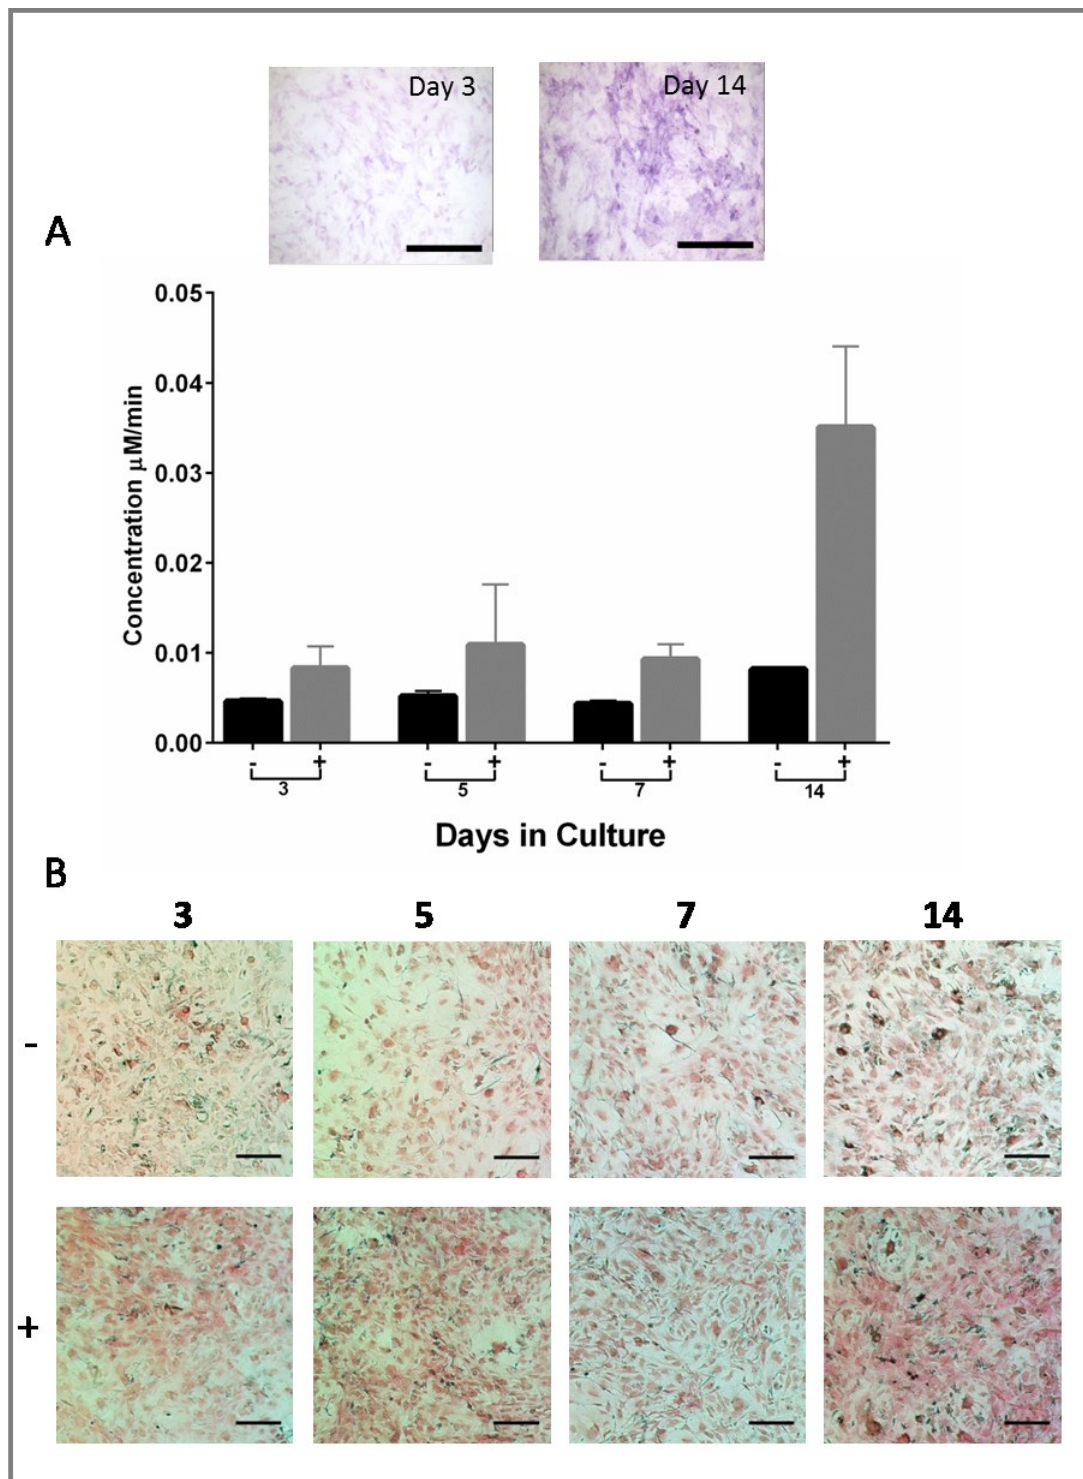 Day 3 Day 14
A
0.05
0.04
0.03
0.02
0.01
0.00
Concentration μM/min
- + - + - + - +
3 5 7 14
Days in Culture
B
3 5 7 14
-
+